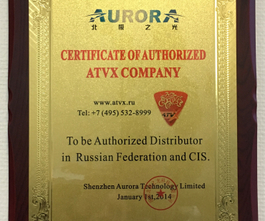 AURORA
北极之光
CERTIFICATE OF AUTHORIZED
ATVX COMPANY
www.atvx.ru
Tel: +7 (495) 532-8999
ATVX
To be Authorized Distributor
in Russian Federation and CIS.
Shenzhen Aurora Technology Limited
January 1st,2014